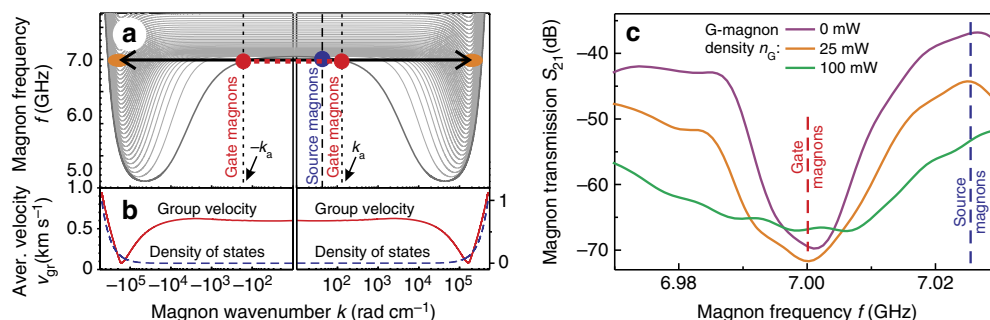 a
Magnon frequency
f (GHz)
7.0
6.0
5.0
Gate magnons
Source magnons
Gate magnons
–k_a
k_a
b
Aver. velocity
v_gr (km s⁻¹)
1.0
0.5
0
Group velocity
Density of states
Group velocity
Density of states
1
0
–10⁵ –10⁴ –10³ –10² 10² 10³ 10⁴ 10⁵
Magnon wavenumber k (rad cm⁻¹)
c
Magnon transmission S₂₁ (dB)
–40
–50
–60
–70
G-magnon
density n_G:
0 mW
25 mW
100 mW
Gate
magnons
Source
magnons
6.98 7.00 7.02
Magnon frequency f (GHz)